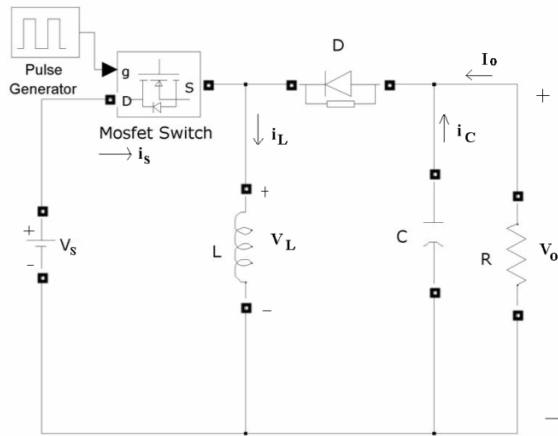 Pulse
Generator
g
D
S
Mosfet Switch
i_s
D
I_o
i_L
i_C
+
+
V_s
-
+
L
V_L
-
C
R
V_o
-